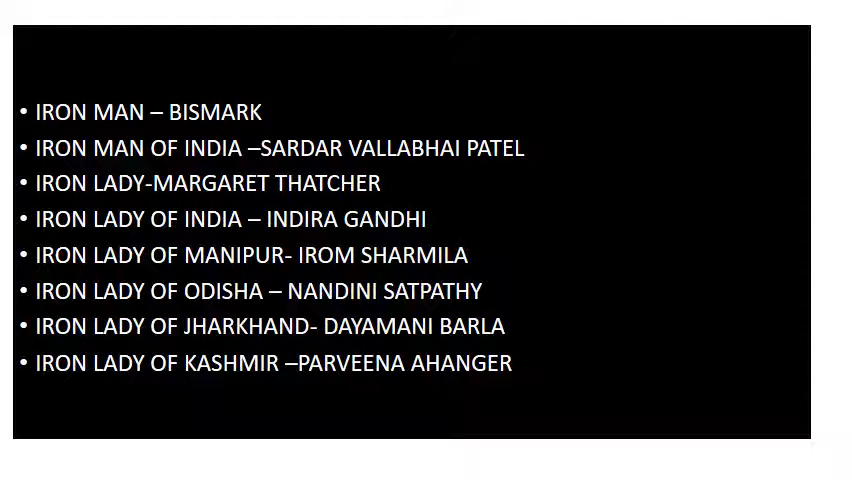 • IRON MAN – BISMARK
• IRON MAN OF INDIA –SARDAR VALLABHAI PATEL
• IRON LADY-MARGARET THATCHER
• IRON LADY OF INDIA – INDIRA GANDHI
• IRON LADY OF MANIPUR- IROM SHARMILA
• IRON LADY OF ODISHA – NANDINI SATPATHY
• IRON LADY OF JHARKHAND- DAYAMANI BARLA
• IRON LADY OF KASHMIR –PARVEENA AHANGER